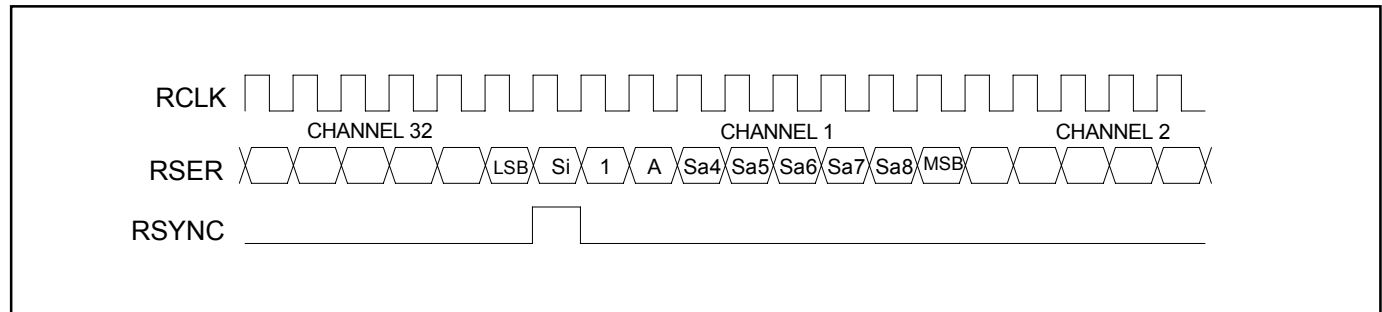 RCLK
CHANNEL 32 CHANNEL 1 CHANNEL 2
RSER LSB Si 1 A Sa4 Sa5 Sa6 Sa7 Sa8 MSB
RSYNC